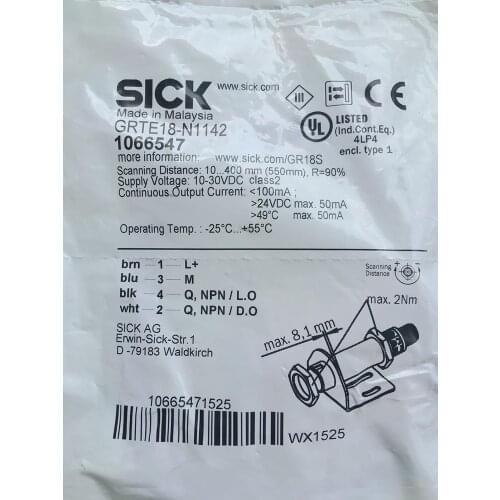 SICK www.sick.com
Made in Malaysia
GRTE18-N1142
1066547
more information: www.sick.com/GR18S
Scanning Distance: 10...400 mm (550mm), R=90%
Supply Voltage: 10-30VDC class2
Continuous Output Current: <100mA ;
>24VDC max. 50mA
>49°C max. 50mA
Operating Temp.: -25°C...+55°C
III
CE
UL LISTED
(Ind.Cont.Eq.)
4LP4
encl. type 1
brn – 1 – L+
blu – 3 – M
blk – 4 – Q, NPN / L.O
wht – 2 – Q, NPN / D.O
SICK AG
Erwin-Sick-Str.1
D -79183 Waldkirch
Scanning
Distance
max. 2Nm
max. 8,1 mm
10665471525
WX1525